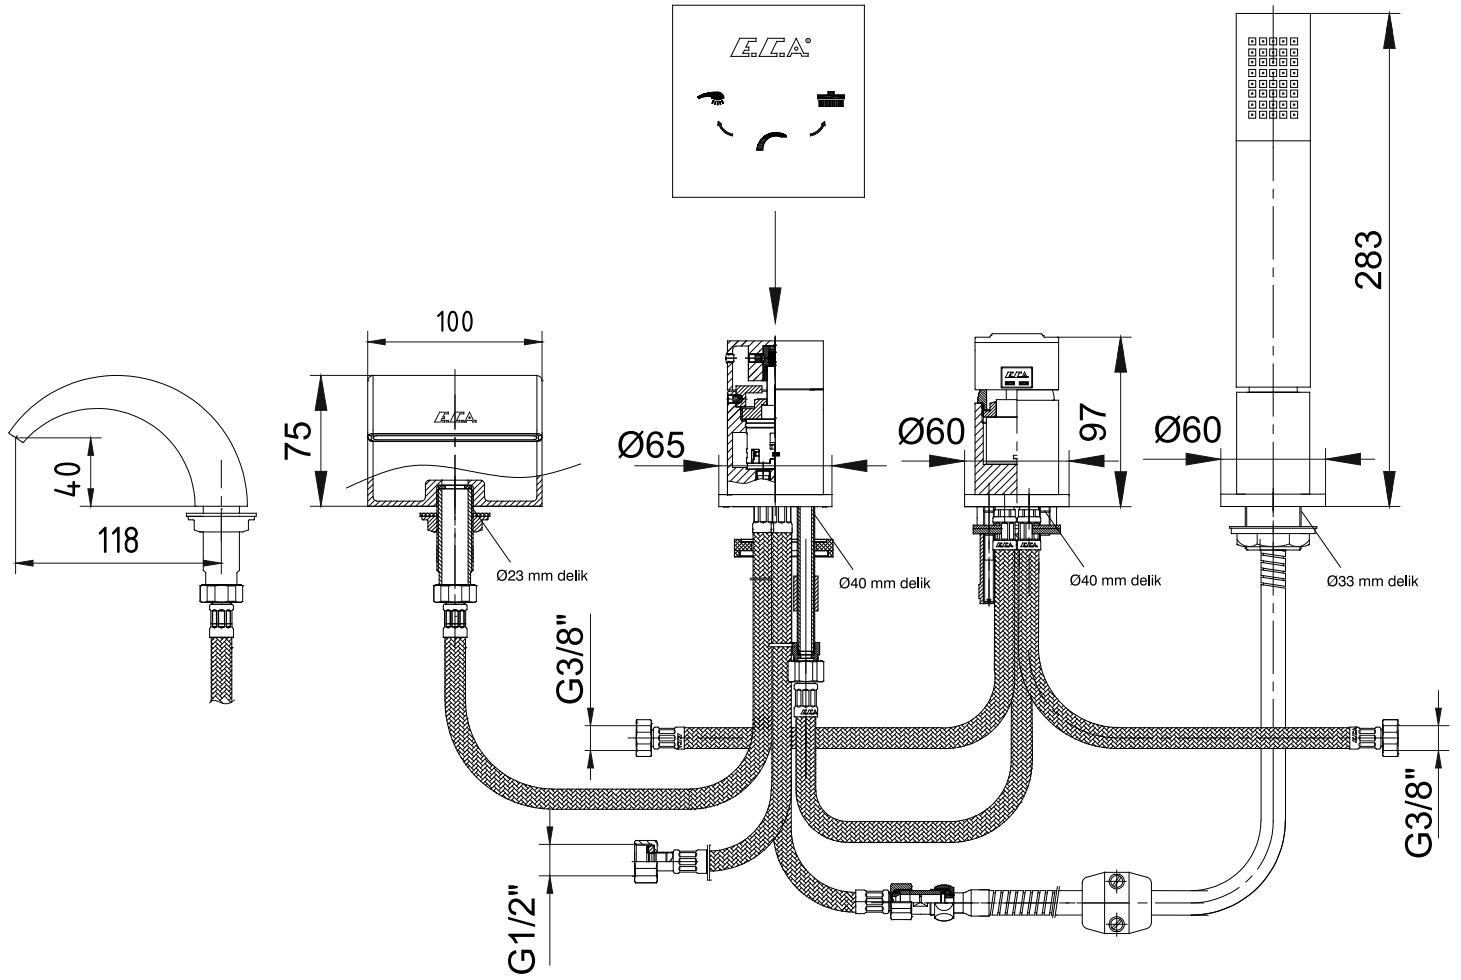 E.C.A.®
283
100
E.C.A.
E.C.A.
75
40
118
Ø65
Ø60
97
Ø60
Ø23 mm delik
Ø40 mm delik
Ø40 mm delik
Ø33 mm delik
E.C.A.
E.C.A.
G3/8"
E.C.A.
E.C.A.
E.C.A.
G3/8"
G1/2"